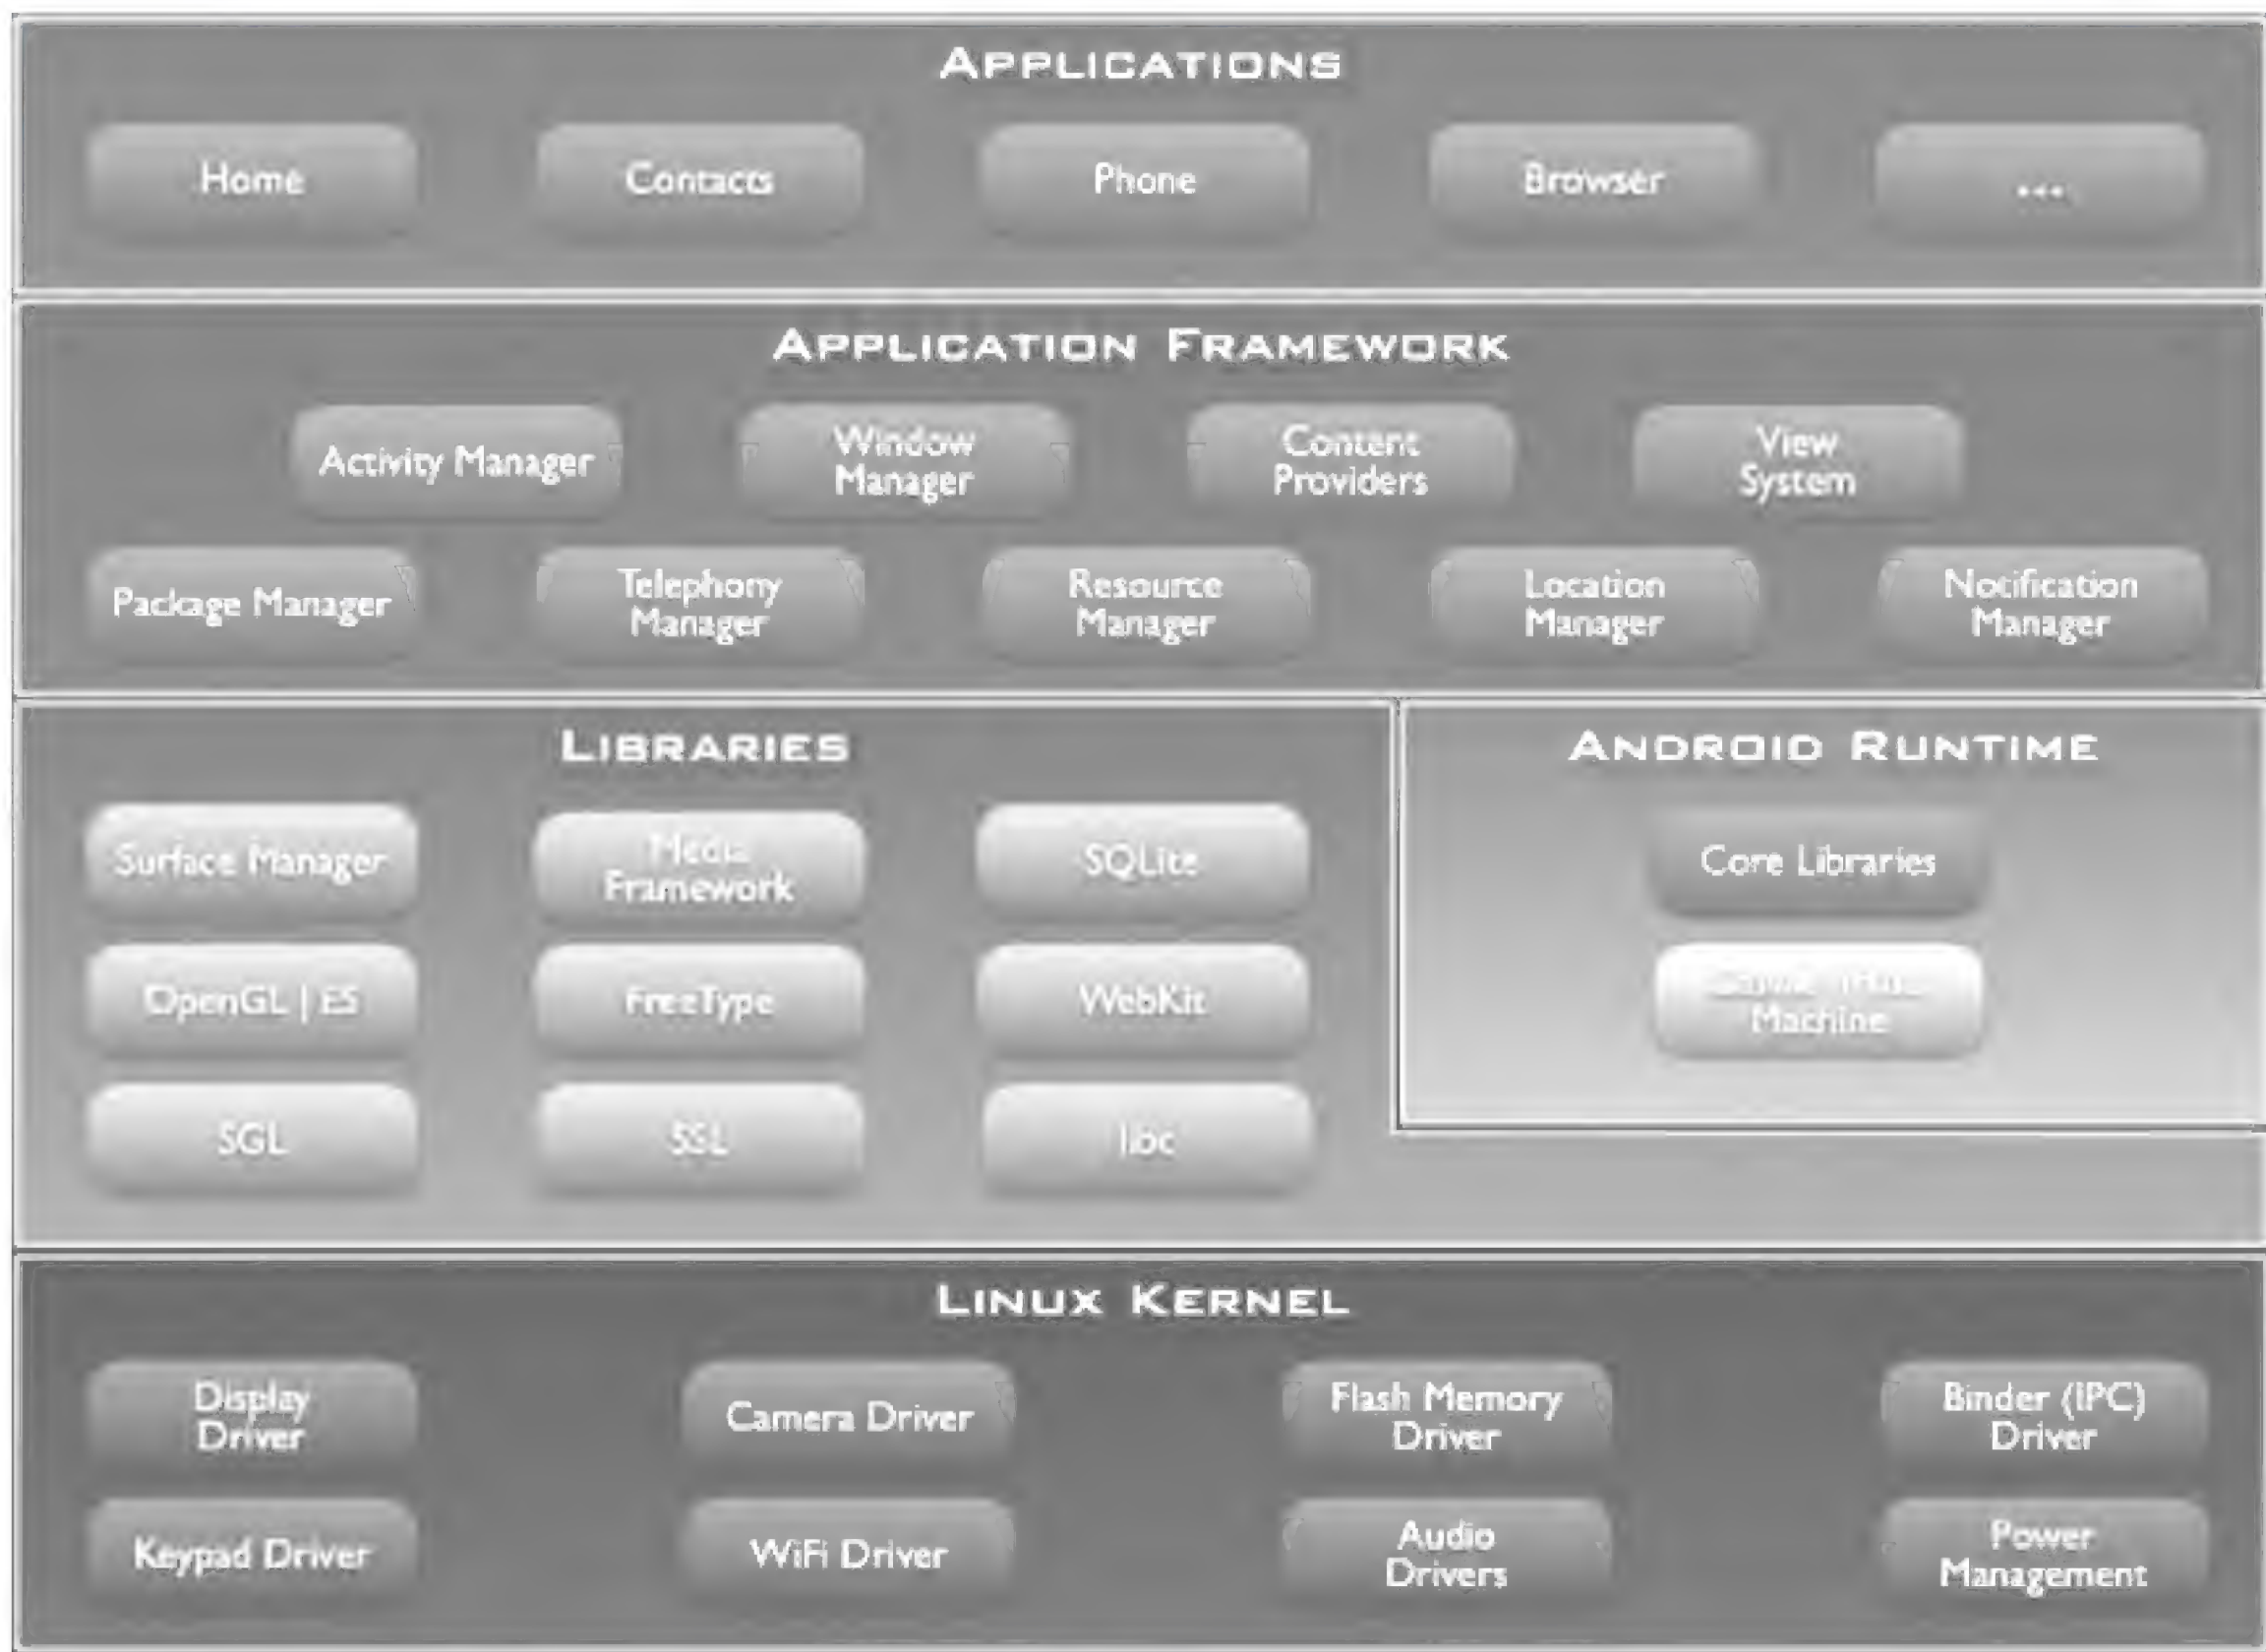 APPLICATIONS
Home
Contacts
Phone
Browser
...
APPLICATION FRAMEWORK
Activity Manager
Window
Manager
Content
Providers
View
System
Package Manager
Telephony
Manager
Resource
Manager
Location
Manager
Notification
Manager
LIBRARIES
Surface Manager
Media
Framework
SQLite
OpenGL | ES
FreeType
WebKit
SGL
SSL
libc
ANDROID RUNTIME
Core Libraries
Machine
LINUX KERNEL
Display
Driver
Camera Driver
Flash Memory
Driver
Binder (IPC)
Driver
Keypad Driver
WiFi Driver
Audio
Drivers
Power
Management